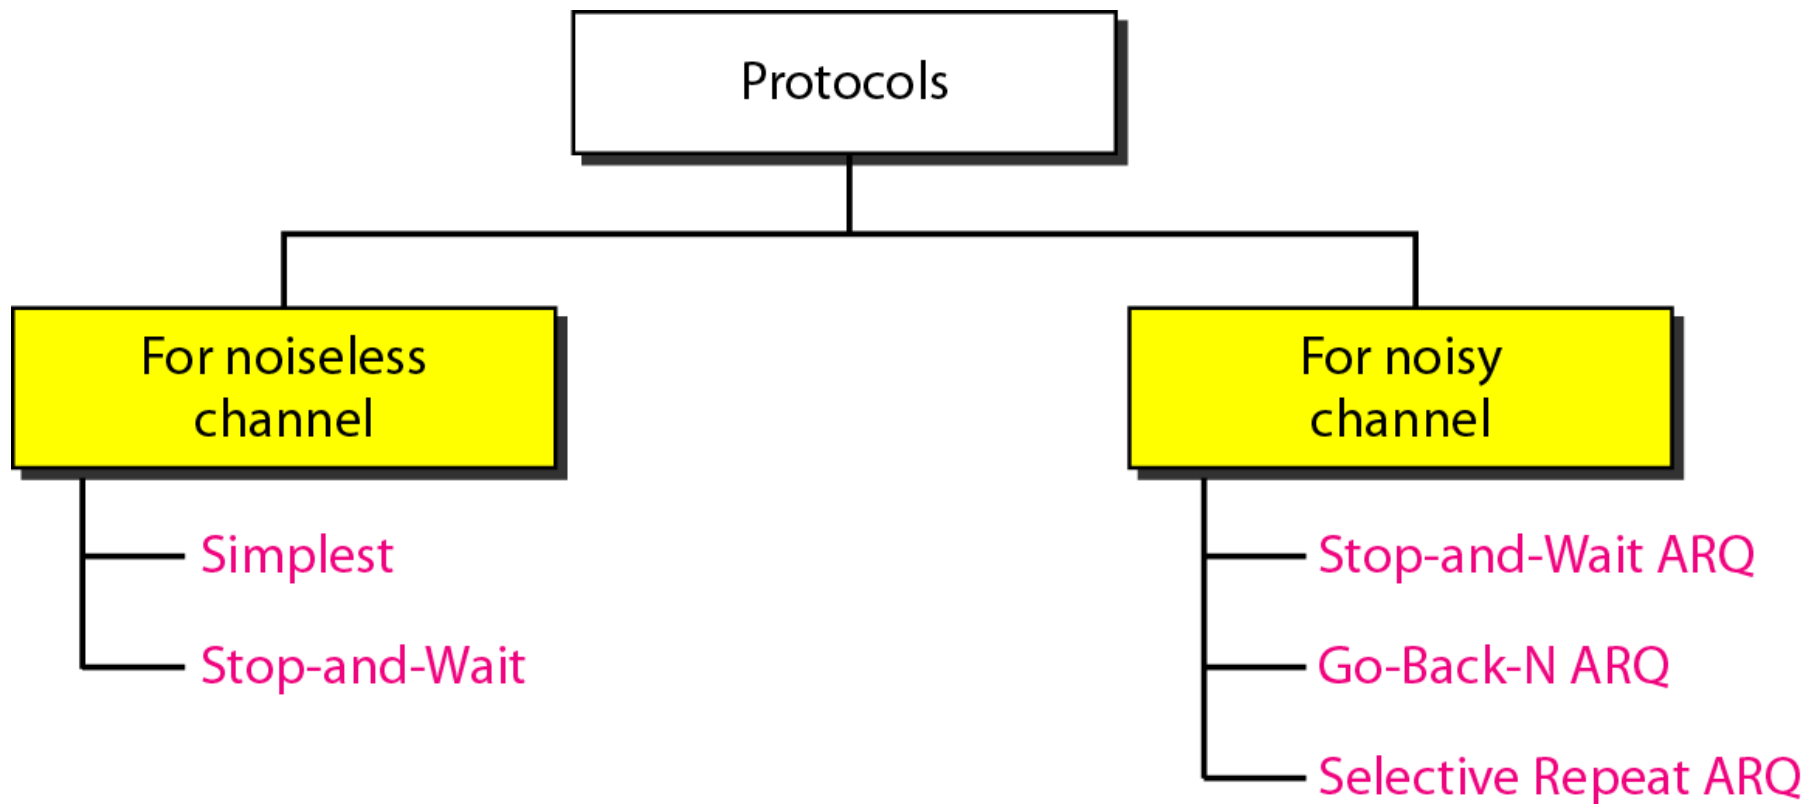 Protocols
For noiseless
channel
For noisy
channel
Simplest
Stop-and-Wait
Stop-and-Wait ARQ
Go-Back-N ARQ
Selective Repeat ARQ